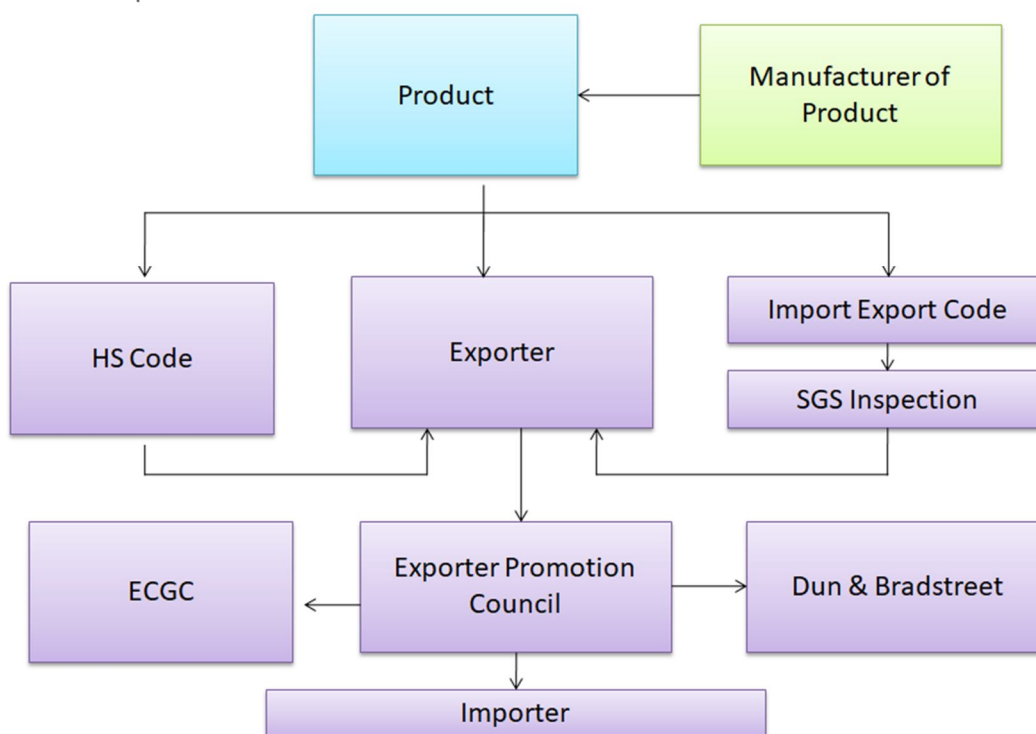 Product
Manufacturer of
Product
HS Code
Exporter
Import Export Code
SGS Inspection
ECGC
Exporter Promotion
Council
Dun & Bradstreet
Importer